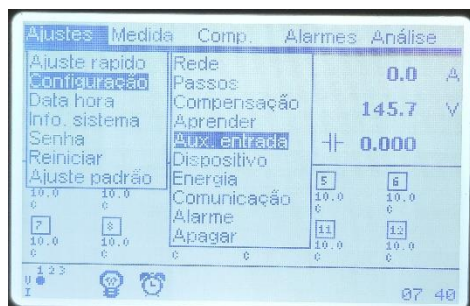 Ajustes Medida Comp. Alarmes Análise
Ajuste rapido
Configuração
Data hora
Info. sistema
Senha
Reiniciar
Ajuste padrão
Rede
Passos
Compensação
Aprender
Aux. entrada
Dispositivo
Energia
Comunicação
Alarme
Apagar
0.0 A
145.7 V
0.000
10.0 10.0
C
5 6
10.0 10.0
C
7 8
10.0 10.0
C C C
11 12
10.0 10.0
C
1 2 3
U
I
07 40